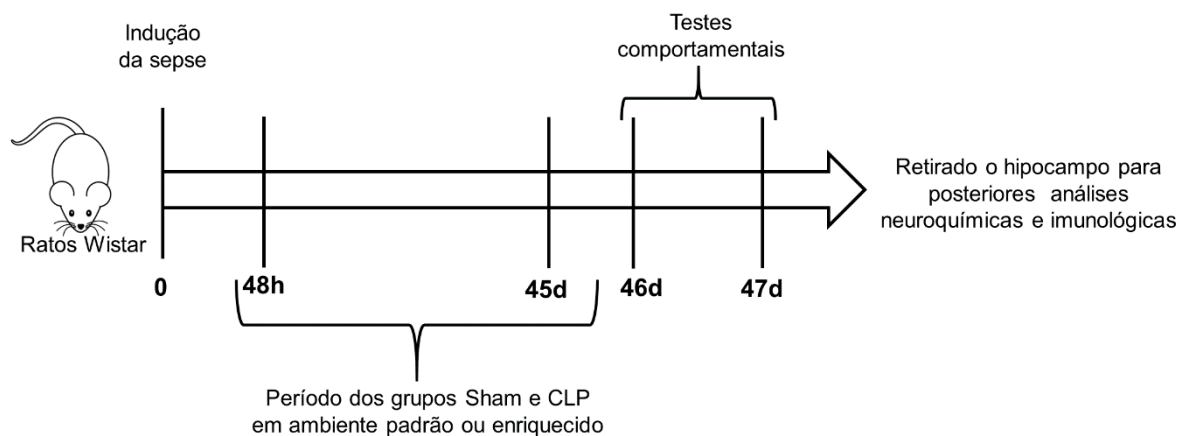 Indução
da sepse
Testes
comportamentais
Ratos Wistar
0
48h
45d
46d
47d
Retirado o hipocampo para
posteriores análises
neuroquímicas e imunológicas
Período dos grupos Sham e CLP
em ambiente padrão ou enriquecido